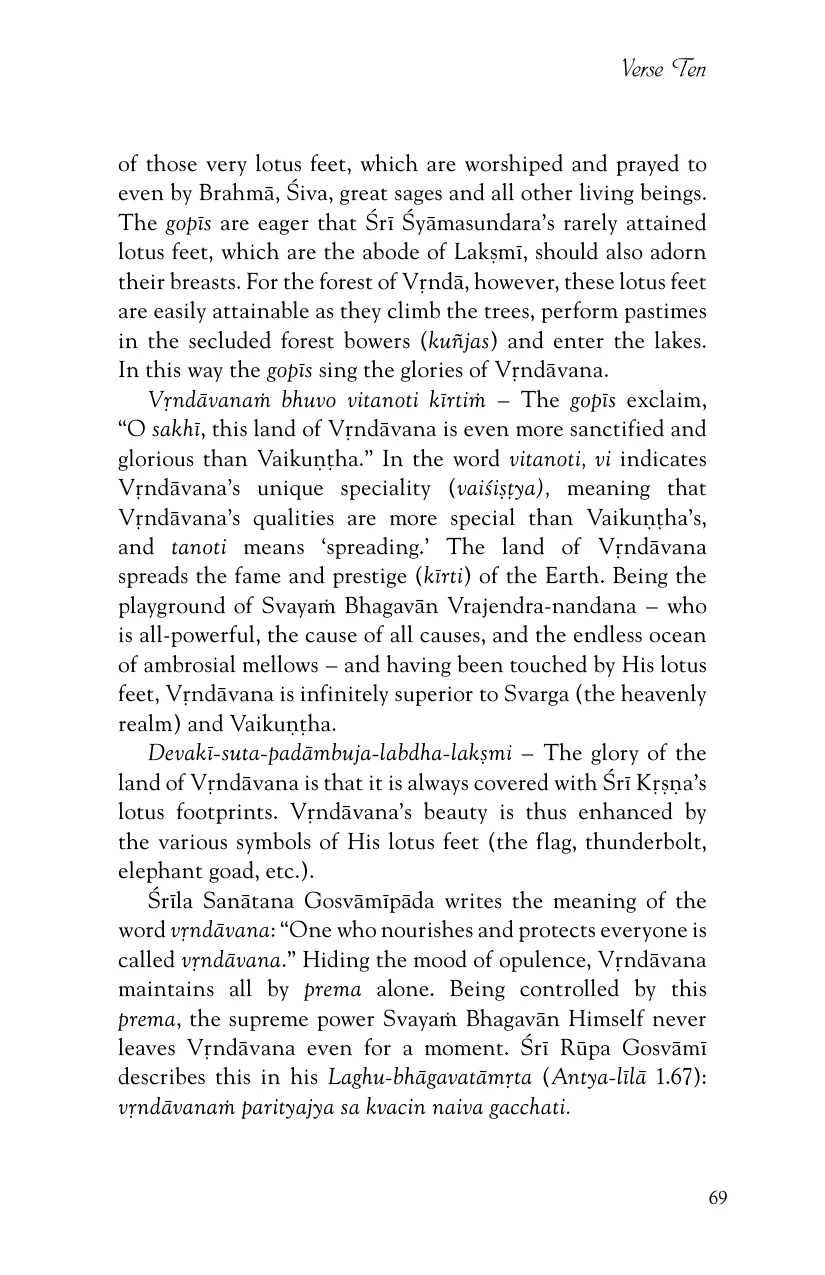 Verse Ten
of those very lotus feet, which are worshiped and prayed to
even by Brahmā, Śiva, great sages and all other living beings.
The gopīs are eager that Śrī Śyāmasundara’s rarely attained
lotus feet, which are the abode of Lakṣmī, should also adorn
their breasts. For the forest of Vṛndā, however, these lotus feet
are easily attainable as they climb the trees, perform pastimes
in the secluded forest bowers (kuñjas) and enter the lakes.
In this way the gopīs sing the glories of Vṛndāvana.
Vṛndāvanaṁ bhuvo vitanoti kīrtiṁ – The gopīs exclaim,
“O sakhī, this land of Vṛndāvana is even more sanctified and
glorious than Vaikuṇṭha.” In the word vitanoti, vi indicates
Vṛndāvana’s unique speciality (vaiśiṣṭya), meaning that
Vṛndāvana’s qualities are more special than Vaikuṇṭha’s,
and tanoti means ‘spreading.’ The land of Vṛndāvana
spreads the fame and prestige (kīrti) of the Earth. Being the
playground of Svayaṁ Bhagavān Vrajendra-nandana – who
is all-powerful, the cause of all causes, and the endless ocean
of ambrosial mellows – and having been touched by His lotus
feet, Vṛndāvana is infinitely superior to Svarga (the heavenly
realm) and Vaikuṇṭha.
Devakī-suta-padāmbuja-labdha-lakṣmi – The glory of the
land of Vṛndāvana is that it is always covered with Śrī Kṛṣṇa’s
lotus footprints. Vṛndāvana’s beauty is thus enhanced by
the various symbols of His lotus feet (the flag, thunderbolt,
elephant goad, etc.).
Śrīla Sanātana Gosvāmīpāda writes the meaning of the
word vṛndāvana: “One who nourishes and protects everyone is
called vṛndāvana.” Hiding the mood of opulence, Vṛndāvana
maintains all by prema alone. Being controlled by this
prema, the supreme power Svayaṁ Bhagavān Himself never
leaves Vṛndāvana even for a moment. Śrī Rūpa Gosvāmī
describes this in his Laghu-bhāgavatāmṛta (Antya-līlā 1.67):
vṛndāvanaṁ parityajya sa kvacin naiva gacchati.
69